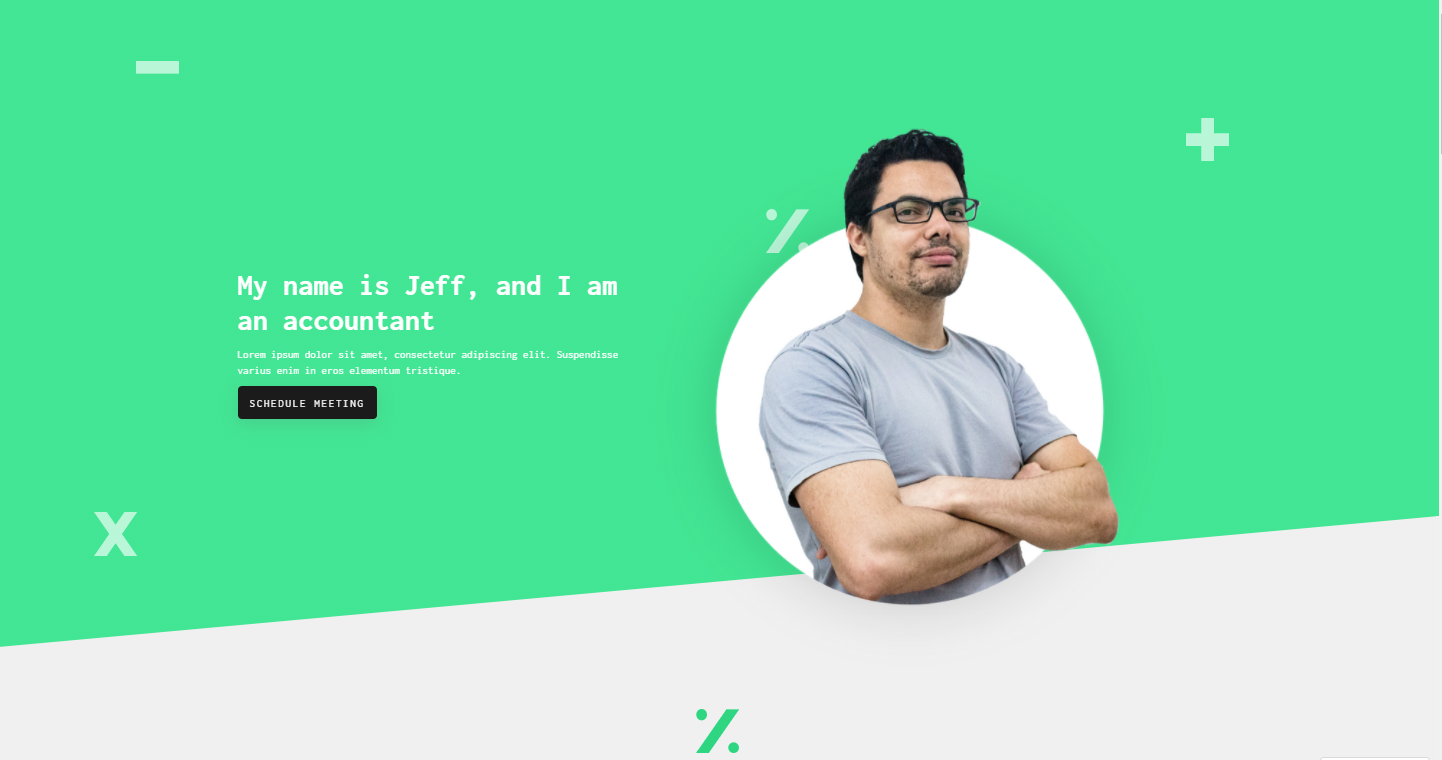 My name is Jeff, and I am
an accountant
Lorem ipsum dolor sit amet, consectetur adipiscing elit. Suspendisse
varius enim in eros elementum tristique.
SCHEDULE MEETING